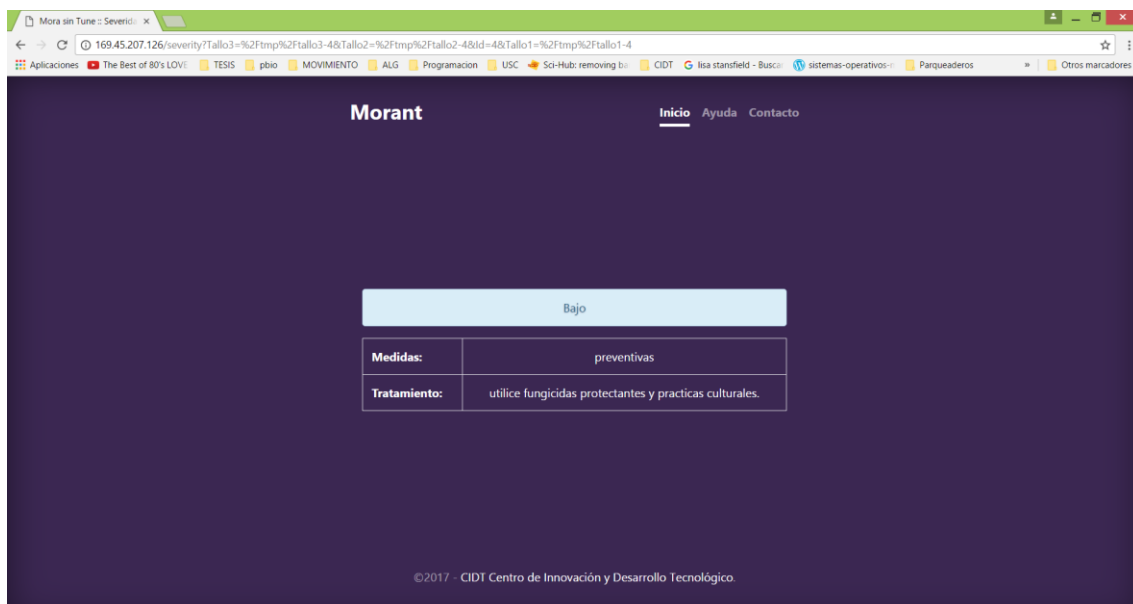 Mora sin Tune :: Severida
169.45.207.126/severity?Tallo3=%2Ftmp%2Ftallo3-4&Tallo2=%2Ftmp%2Ftallo2-4&Id=4&Tallo1=%2Ftmp%2Ftallo1-4
Aplicaciones The Best of 80's LOVE TESIS pbio MOVIMIENTO ALG Programacion USC Sci-Hub: removing ba CIDT lisa stansfield - Busca sistemas-operativos- Parqueaderos » Otros marcadores
Morant Inicio Ayuda Contacto
Bajo
Medidas: preventivas
Tratamiento: utilice fungicidas protectantes y practicas culturales.
©2017 - CIDT Centro de Innovación y Desarrollo Tecnológico.